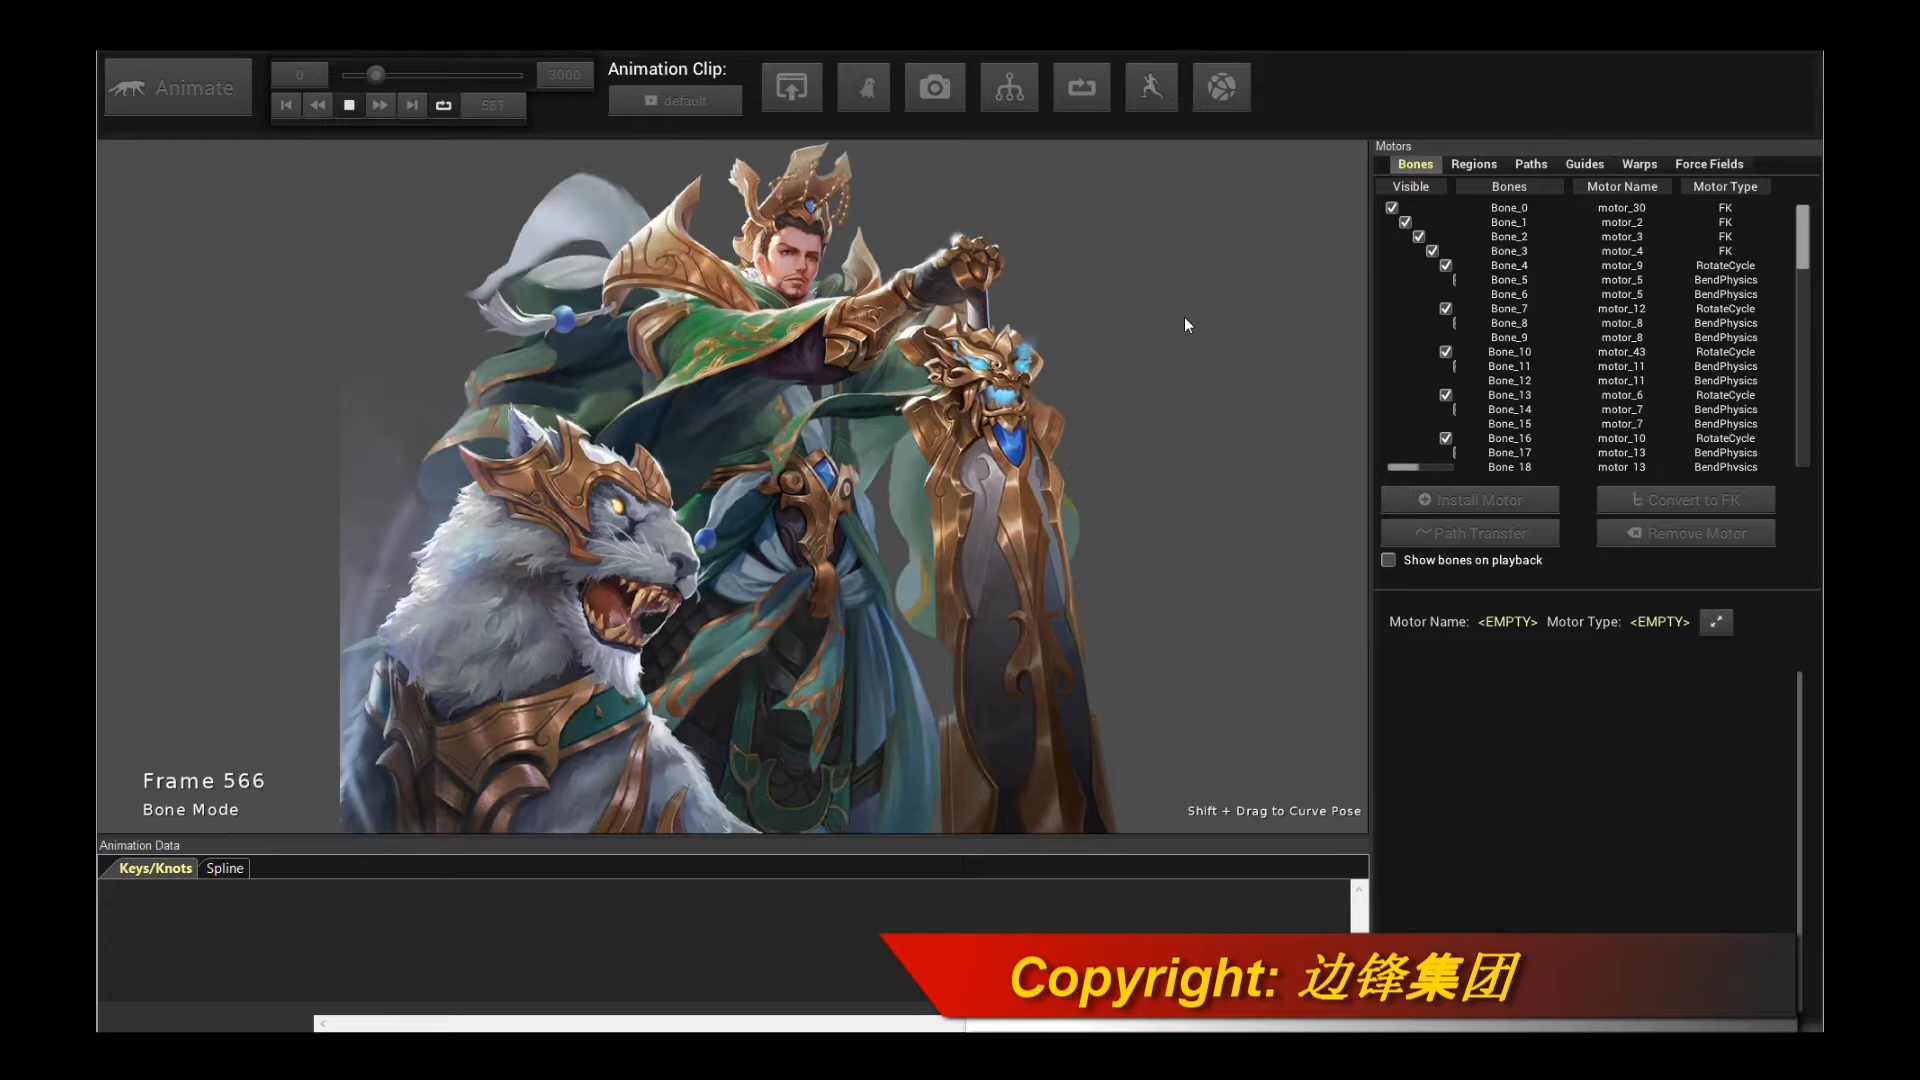 Animate
0
3000
567
Animation Clip:
default
Motors
Bones Regions Paths Guides Warps Force Fields
Visible Bones Motor Name Motor Type
Bone_0 motor_30 FK
Bone_1 motor_2 FK
Bone_2 motor_3 FK
Bone_3 motor_4 FK
Bone_4 motor_9 RotateCycle
Bone_5 motor_5 BendPhysics
Bone_6 motor_5 BendPhysics
Bone_7 motor_12 RotateCycle
Bone_8 motor_8 BendPhysics
Bone_9 motor_8 BendPhysics
Bone_10 motor_43 RotateCycle
Bone_11 motor_11 BendPhysics
Bone_12 motor_11 BendPhysics
Bone_13 motor_6 RotateCycle
Bone_14 motor_7 BendPhysics
Bone_15 motor_7 BendPhysics
Bone_16 motor_10 RotateCycle
Bone_17 motor_13 BendPhysics
Bone_18 motor_13 BendPhysics
Install Motor Convert to FK
Path Transfer Remove Motor
Show bones on playback
Motor Name: <EMPTY> Motor Type: <EMPTY>
Frame 566
Bone Mode
Shift + Drag to Curve Pose
Animation Data
Keys/Knots Spline
Copyright: 边锋集团